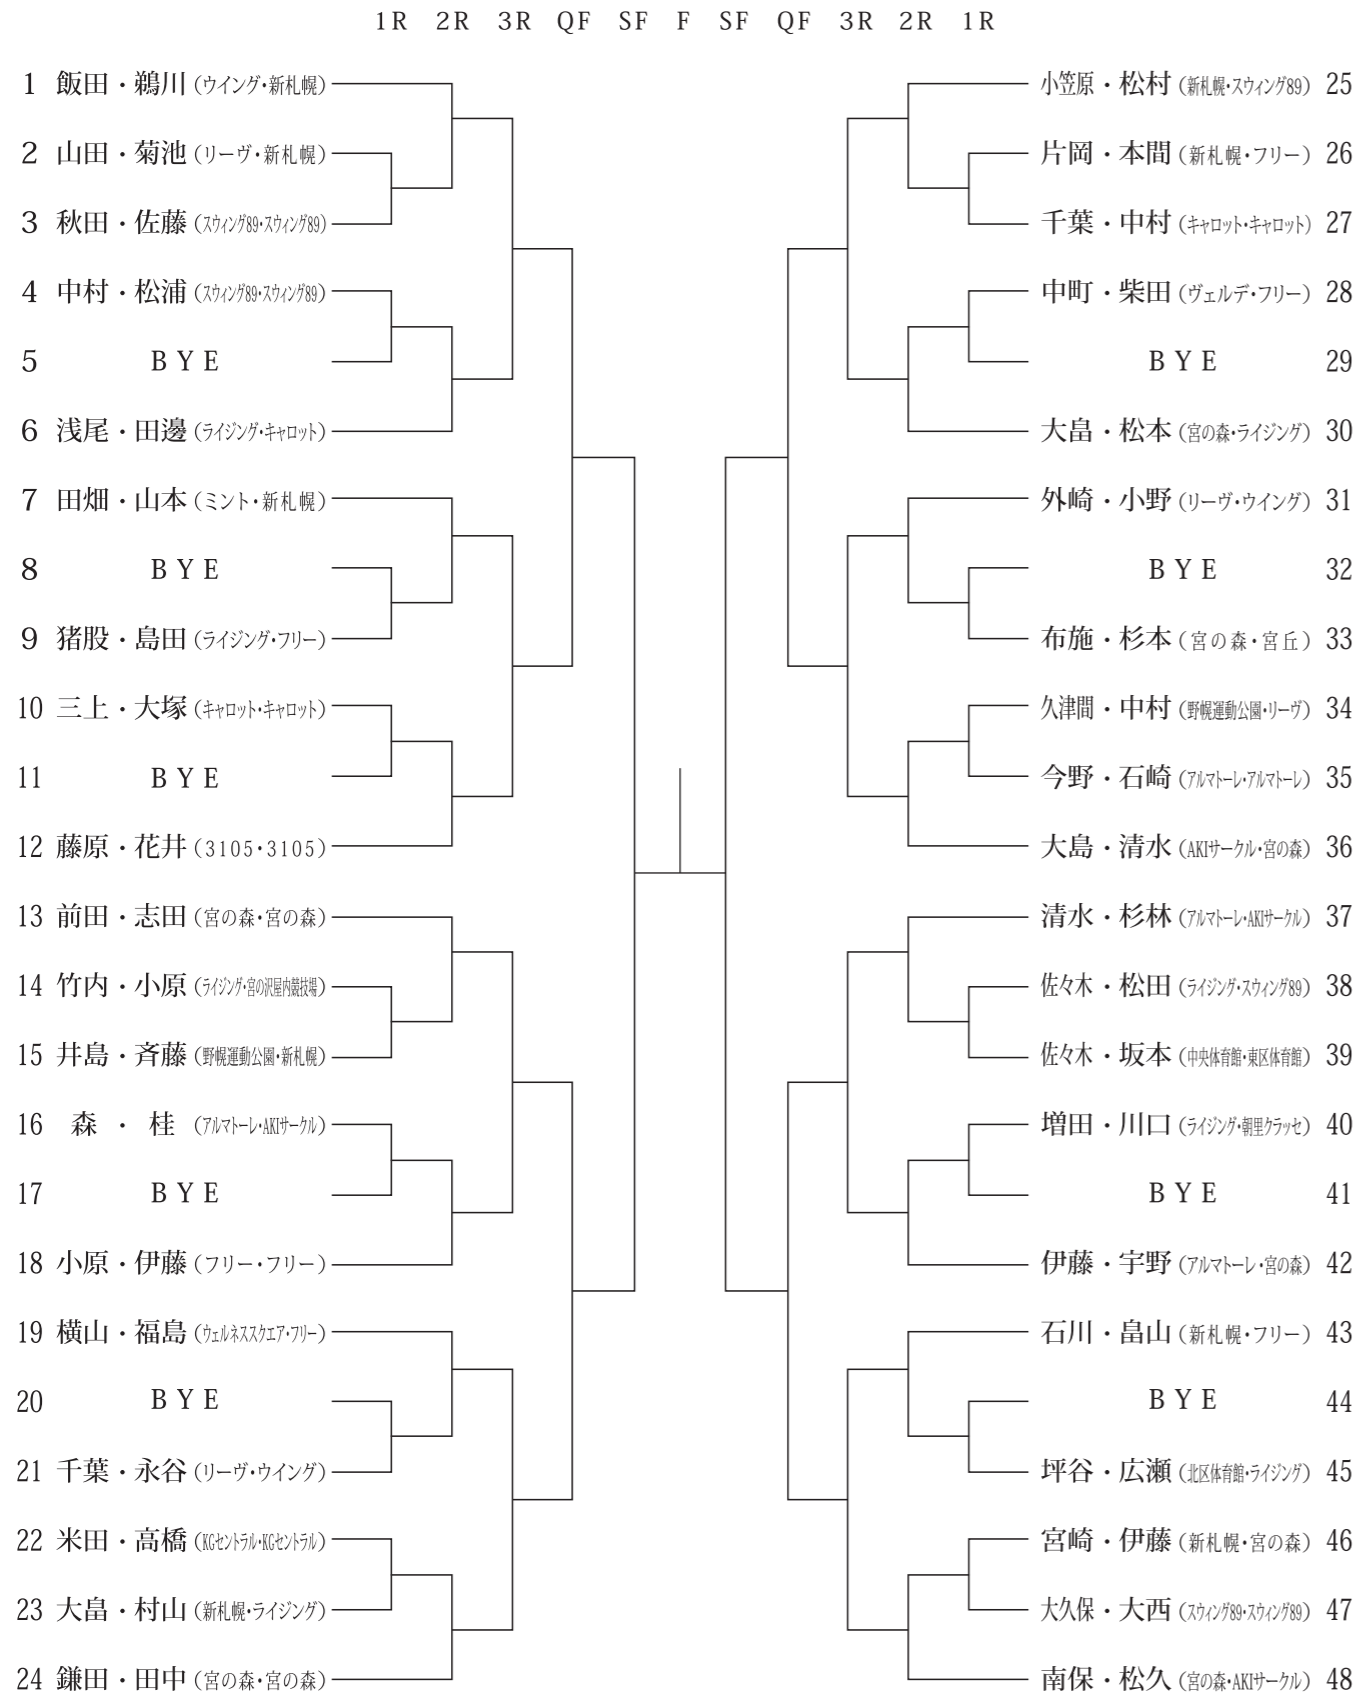 1R 2R 3R QF SF F SF QF 3R 2R 1R
1 飯田・鵜川（ウイング・新札幌）
2 山田・菊池（リーヴ・新札幌）
3 秋田・佐藤（スウィング89・スウィング89）
4 中村・松浦（スウィング89・スウィング89）
5 BYE
6 浅尾・田邊（ライジング・キャロット）
7 田畑・山本（ミント・新札幌）
8 BYE
9 猪股・島田（ライジング・フリー）
10 三上・大塚（キャロット・キャロット）
11 BYE
12 藤原・花井（3105・3105）
13 前田・志田（宮の森・宮の森）
14 竹内・小原（ライジング・宮の沢屋内競技場）
15 井島・斉藤（野幌運動公園・新札幌）
16 森・桂（アルマトーレ・AKIサークル）
17 BYE
18 小原・伊藤（フリー・フリー）
19 横山・福島（ウェルネススクエア・フリー）
20 BYE
21 千葉・永谷（リーヴ・ウイング）
22 米田・高橋（KGセントラル・KGセントラル）
23 大畠・村山（新札幌・ライジング）
24 鎌田・田中（宮の森・宮の森）
小笠原・松村（新札幌・スウィング89） 25
片岡・本間（新札幌・フリー） 26
千葉・中村（キャロット・キャロット） 27
中町・柴田（ヴェルデ・フリー） 28
BYE 29
大畠・松本（宮の森・ライジング） 30
外崎・小野（リーヴ・ウイング） 31
BYE 32
布施・杉本（宮の森・宮丘） 33
久津間・中村（野幌運動公園・リーヴ） 34
今野・石崎（アルマトーレ・アルマトーレ） 35
大島・清水（AKIサークル・宮の森） 36
清水・杉林（アルマトーレ・AKIサークル） 37
佐々木・松田（ライジング・スウィング89） 38
佐々木・坂本（中央体育館・東区体育館） 39
増田・川口（ライジング・朝里クラッセ） 40
BYE 41
伊藤・宇野（アルマトーレ・宮の森） 42
石川・畠山（新札幌・フリー） 43
BYE 44
坪谷・広瀬（北区体育館・ライジング） 45
宮崎・伊藤（新札幌・宮の森） 46
大久保・大西（スウィング89・スウィング89） 47
南保・松久（宮の森・AKIサークル） 48